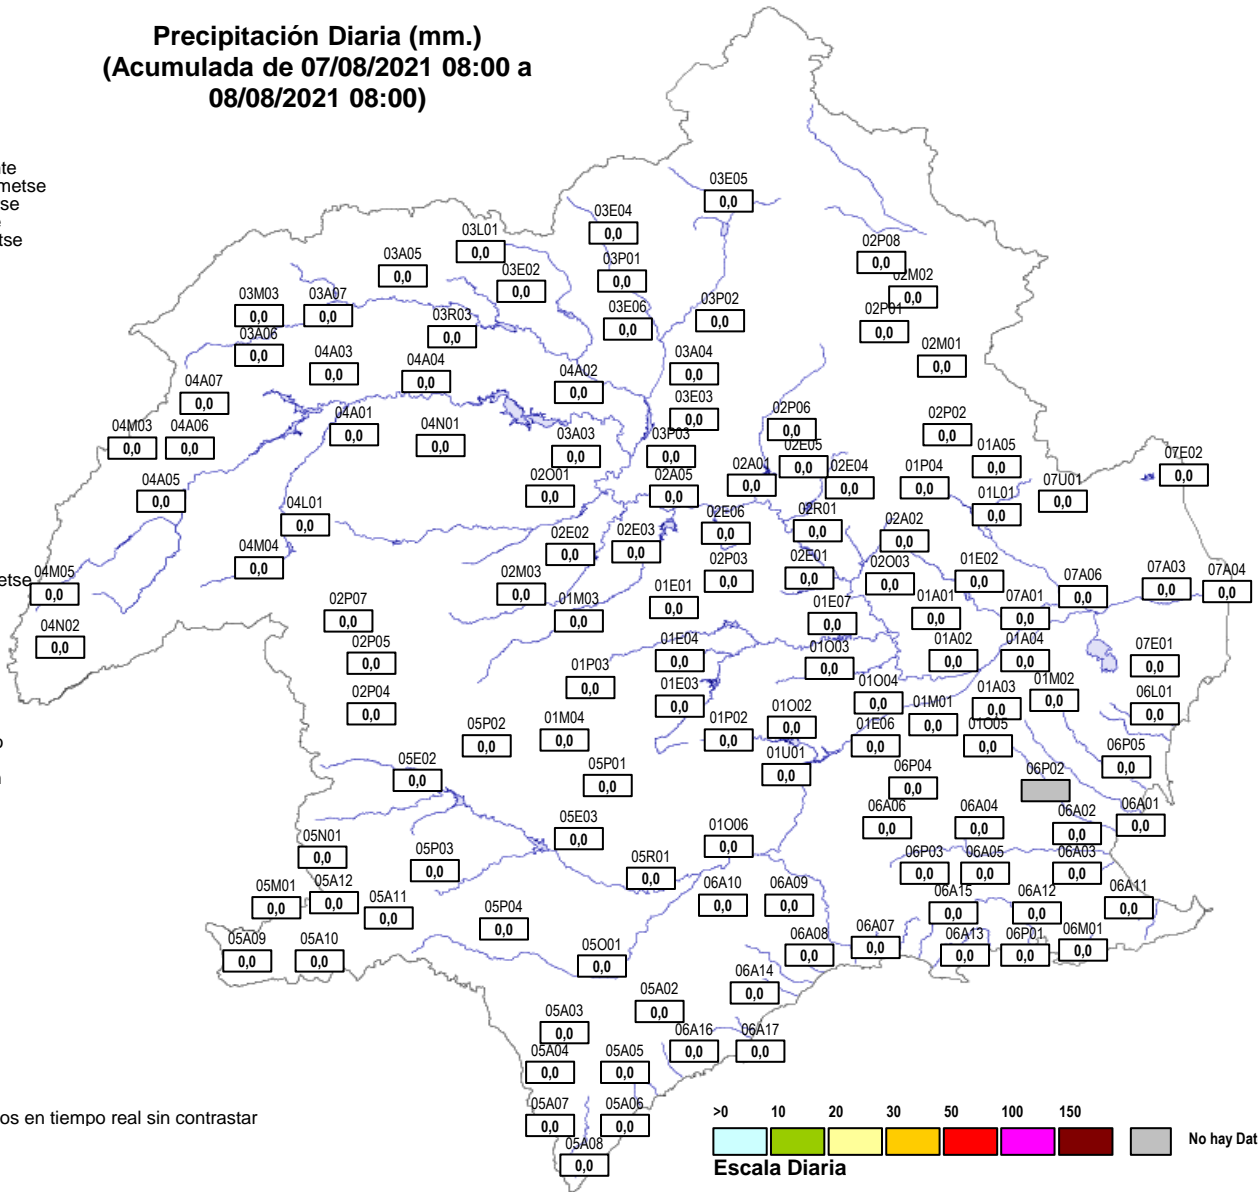 Precipitación Diaria (mm.)
(Acumulada de 07/08/2021 08:00 a
08/08/2021 08:00)
03E05
0,0
03E04
0,0
03L01
0,0
03A05
0,0
03E02
0,0
03P01
0,0
02P08
0,0
02M02
0,0
03M03
0,0
03A07
0,0
03R03
0,0
03E06
0,0
03P02
0,0
02P01
0,0
03A06
0,0
04A03
0,0
04A04
0,0
04A02
0,0
03A04
0,0
02M01
0,0
04A07
0,0
03E03
0,0
04M03
0,0
04A06
0,0
04A01
0,0
04N01
0,0
03A03
0,0
03P03
0,0
02P06
0,0
02P02
0,0
02E05
0,0
01A05
0,0
07E02
0,0
04A05
0,0
02O01
0,0
02A05
0,0
02A01
0,0
02E04
0,0
01P04
0,0
01L01
0,0
07U01
0,0
04L01
0,0
02E06
0,0
02R01
0,0
02A02
0,0
04M04
0,0
02E02
0,0
02E03
0,0
04M05
0,0
02M03
0,0
01M03
0,0
01E01
0,0
02P03
0,0
02E01
0,0
02O03
0,0
01E02
0,0
07A06
0,0
07A03
0,0
07A04
0,0
04N02
0,0
02P07
0,0
01E07
0,0
01A01
0,0
07A01
0,0
02P05
0,0
01E04
0,0
01O03
0,0
01A02
0,0
01A04
0,0
07E01
0,0
02P04
0,0
01P03
0,0
01E03
0,0
01O04
0,0
01M01
0,0
01A03
0,0
01M02
0,0
06L01
0,0
05P02
0,0
01M04
0,0
01P02
0,0
01O02
0,0
01E06
0,0
01O05
0,0
06P05
0,0
05E02
0,0
05P01
0,0
01U01
0,0
06P04
0,0
06P02
05E03
0,0
01O06
0,0
06A06
0,0
06A04
0,0
06A02
0,0
06A01
0,0
05N01
0,0
05P03
0,0
05R01
0,0
06P03
0,0
06A05
0,0
06A03
0,0
05M01
0,0
05A12
0,0
05A11
0,0
05P04
0,0
06A10
0,0
06A09
0,0
06A15
0,0
06A12
0,0
06A11
0,0
05A09
0,0
05A10
0,0
05O01
0,0
06A08
0,0
06A07
0,0
06A13
0,0
06P01
0,0
06M01
0,0
05A02
0,0
06A14
0,0
05A03
0,0
06A16
0,0
06A17
0,0
05A04
0,0
05A05
0,0
05A07
0,0
05A06
0,0
05A08
0,0
os en tiempo real sin contrastar
>0 10 20 30 50 100 150
No hay Dat
Escala Diaria